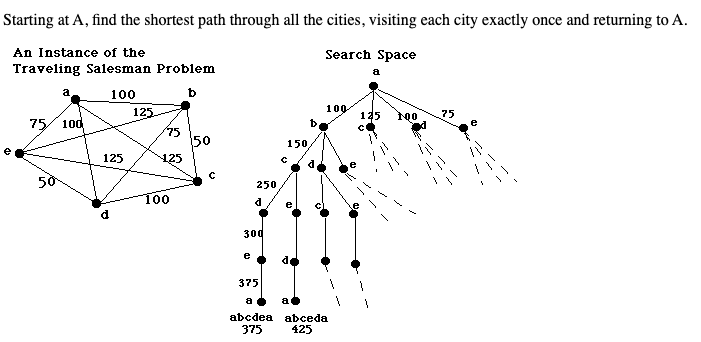 Starting at A, find the shortest path through all the cities, visiting each city exactly once and returning to A.
An Instance of the
Traveling Salesman Problem
Search Space
a
a 100 b
125
75 100 75 50
e
125 125
c
50
100
d
100 125 100 75
b c d e
150
c d e
250
d e c e
300
e d
375
a a
abcdea abceda
375 425